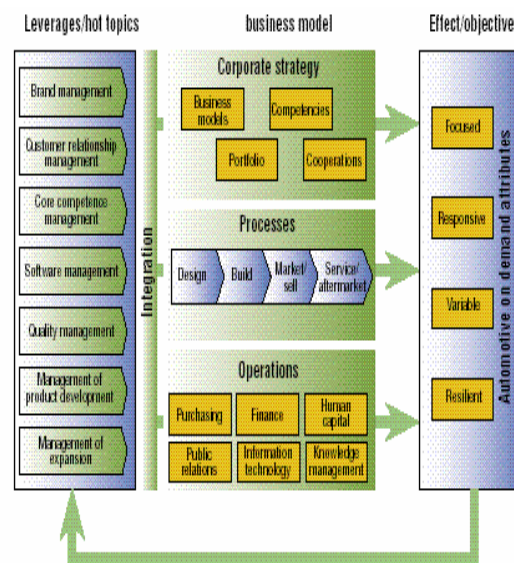 Leverages/hot topics
business model
Effect/objective
Brand management
Customer relationship
management
Core competence
management
Software management
Quality management
Management of
product development
Management of
expansion
Integration
Corporate strategy
Business
models
Competencies
Portfolio
Cooperations
Processes
Design
Build
Market/
sell
Service/
aftermarket
Operations
Purchasing
Finance
Human
capital
Public
relations
Information
technology
Knowledge
management
Focused
Responsive
Variable
Resilient
Automotive on demand attributes